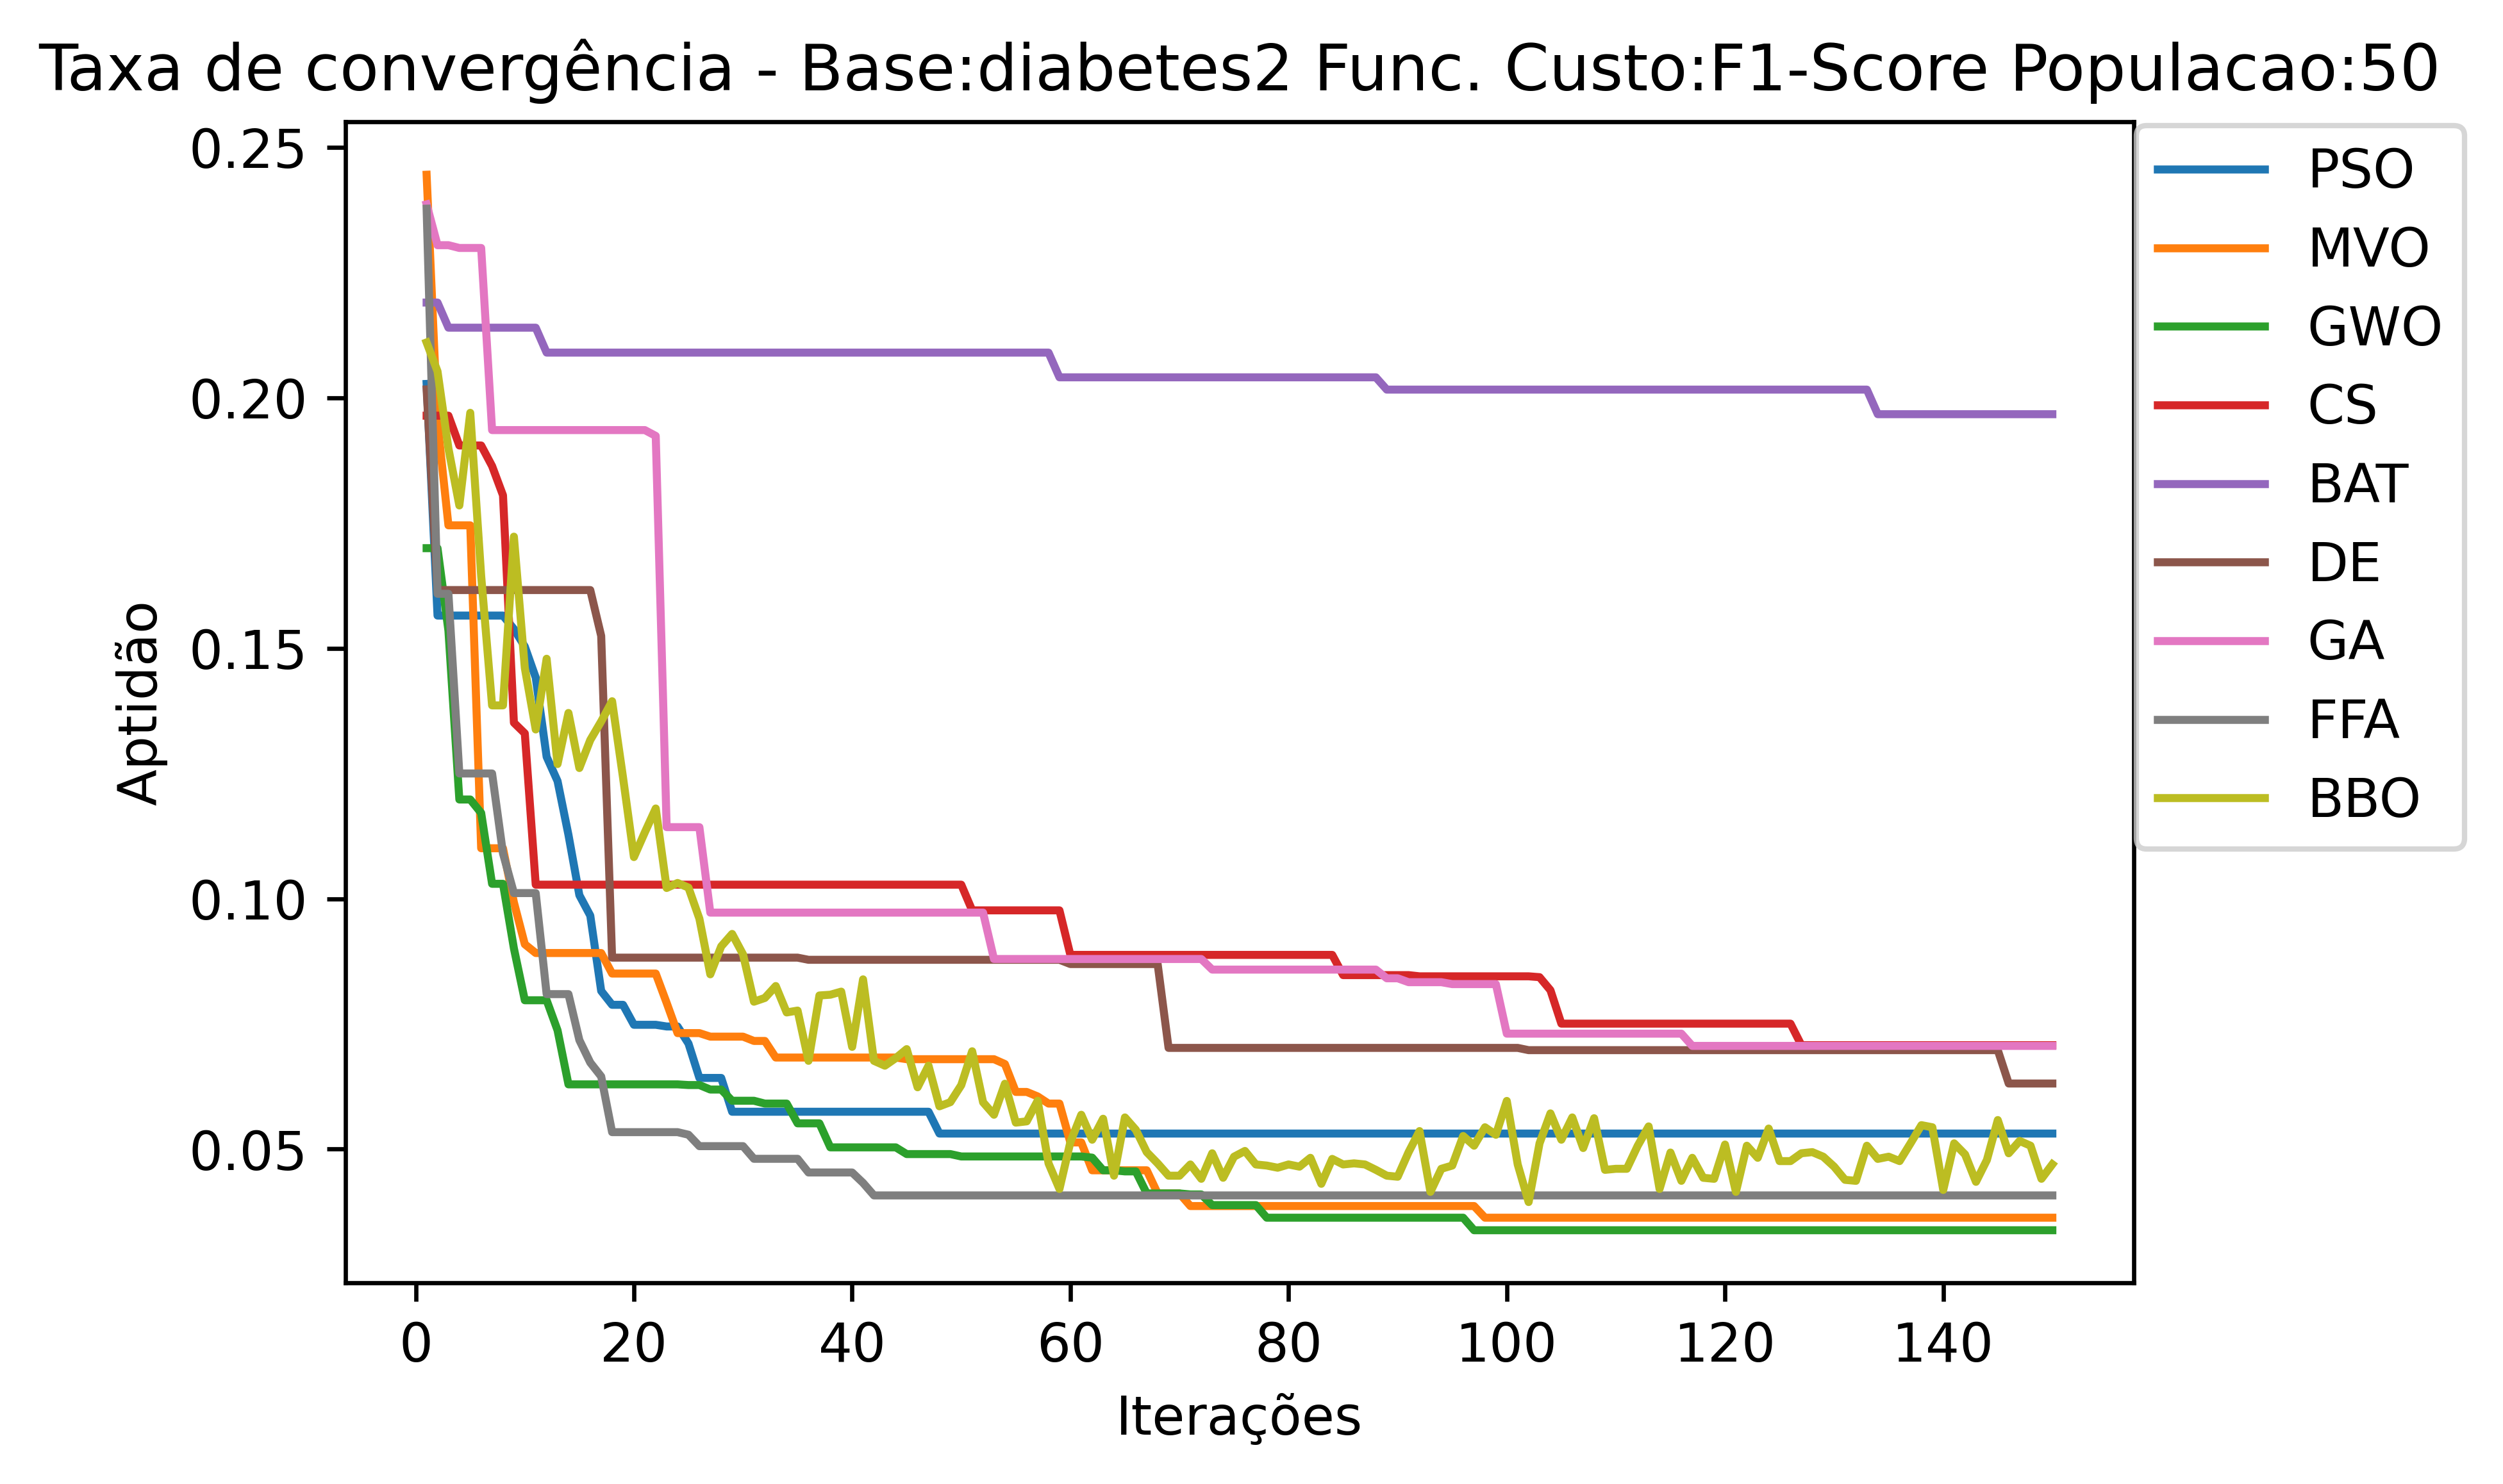 Taxa de convergência - Base:diabetes2 Func. Custo:F1-Score Populacao:50
0.25
0.20
0.15
0.10
0.05
Aptidão
0 20 40 60 80 100 120 140
Iterações
PSO
MVO
GWO
CS
BAT
DE
GA
FFA
BBO